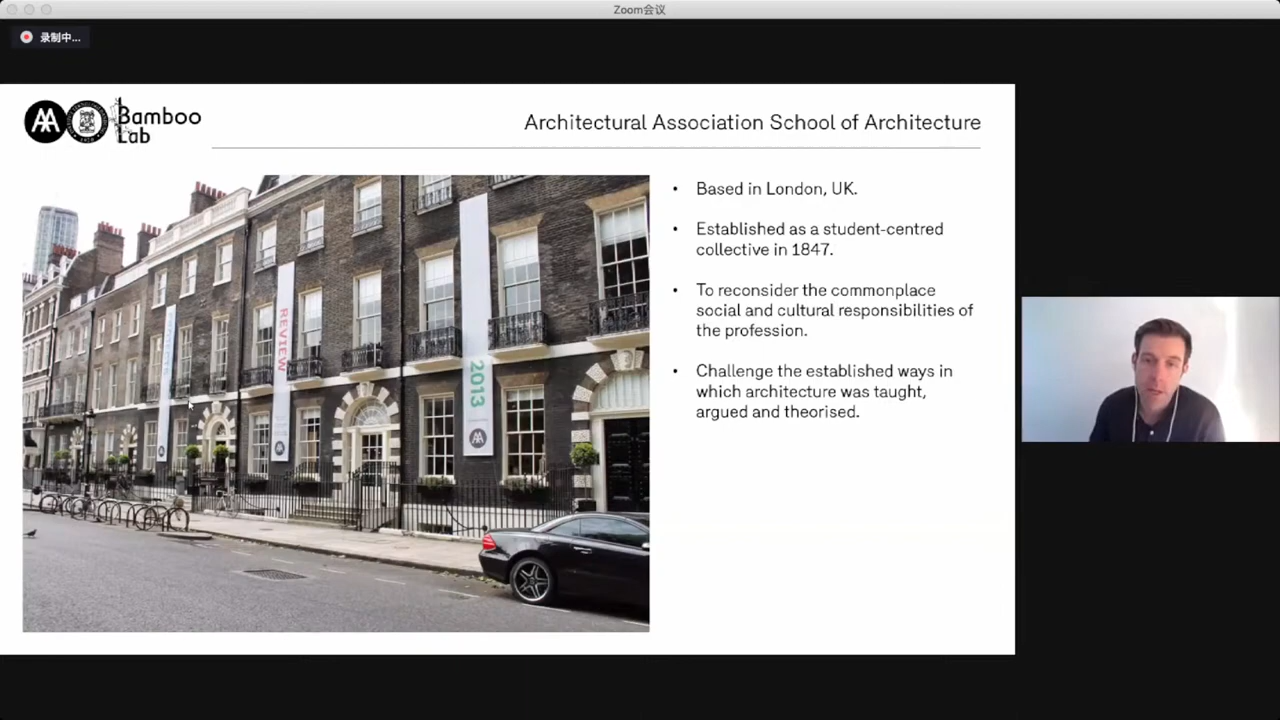 Zoom会议
录制中...
AA
Bamboo
Lab
Architectural Association School of Architecture
REVIEW
2013
AA
• Based in London, UK.
• Established as a student-centred
collective in 1847.
• To reconsider the commonplace
social and cultural responsibilities of
the profession.
• Challenge the established ways in
which architecture was taught,
argued and theorised.